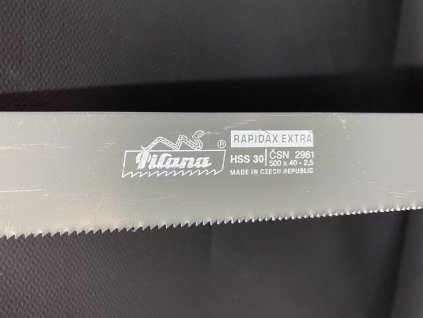 Pilana ®
RAPIDAX EXTRA
HSS 30 ČSN 2961
500 x 40 - 2,5
MADE IN CZECH REPUBLIC